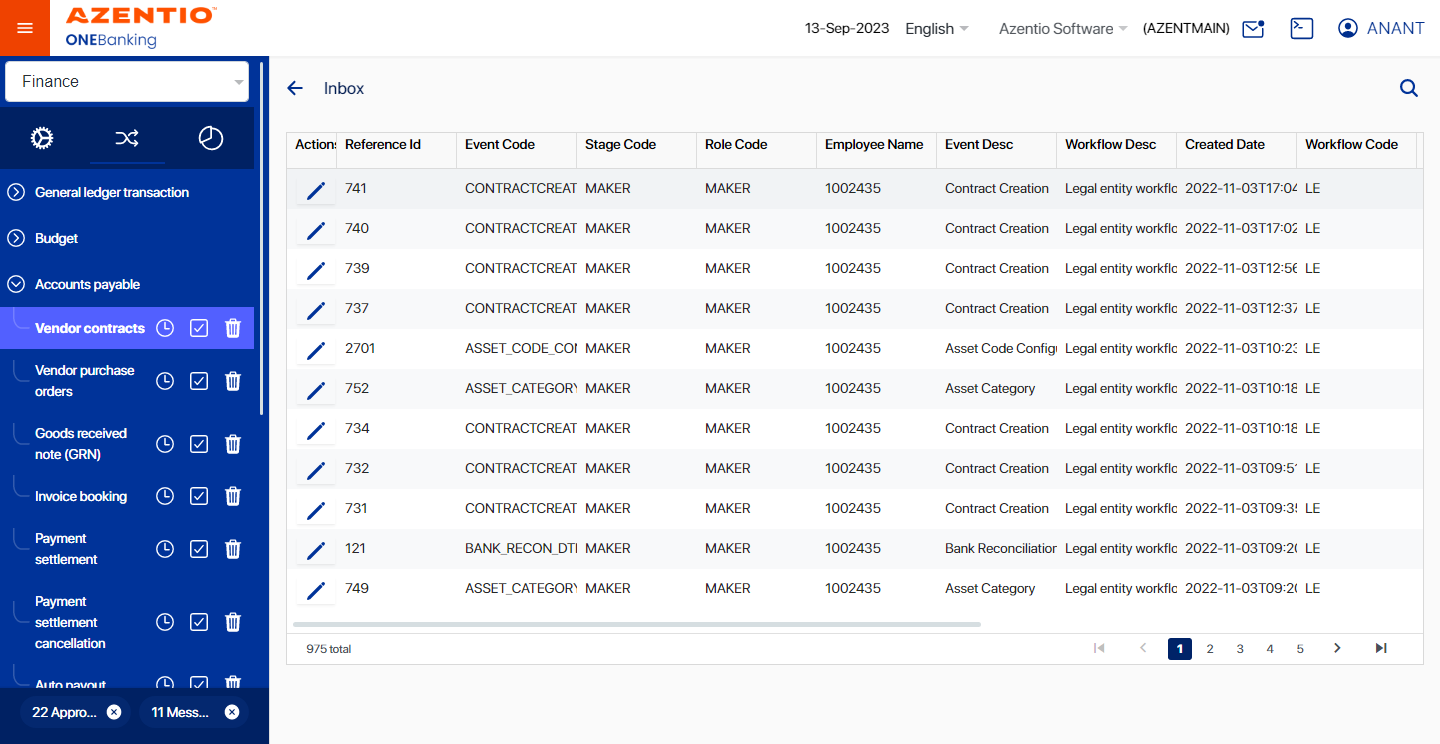 AZENTIO™
ONEBanking
13-Sep-2023 English Azentio Software (AZENTMAIN) ANANT
Finance
General ledger transaction
Budget
Accounts payable
Vendor contracts
Vendor purchase
orders
Goods received
note (GRN)
Invoice booking
Payment
settlement
Payment
settlement
cancellation
Auto payout
22 Appro... 11 Mess...
Inbox
Actions Reference Id Event Code Stage Code Role Code Employee Name Event Desc Workflow Desc Created Date Workflow Code
741 CONTRACTCREAT MAKER MAKER 1002435 Contract Creation Legal entity workflo 2022-11-03T17:04 LE
740 CONTRACTCREAT MAKER MAKER 1002435 Contract Creation Legal entity workflo 2022-11-03T17:02 LE
739 CONTRACTCREAT MAKER MAKER 1002435 Contract Creation Legal entity workflo 2022-11-03T12:56 LE
737 CONTRACTCREAT MAKER MAKER 1002435 Contract Creation Legal entity workflo 2022-11-03T12:37 LE
2701 ASSET_CODE_CON MAKER MAKER 1002435 Asset Code Configu Legal entity workflo 2022-11-03T10:23 LE
752 ASSET_CATEGORY MAKER MAKER 1002435 Asset Category Legal entity workflo 2022-11-03T10:18 LE
734 CONTRACTCREAT MAKER MAKER 1002435 Contract Creation Legal entity workflo 2022-11-03T10:18 LE
732 CONTRACTCREAT MAKER MAKER 1002435 Contract Creation Legal entity workflo 2022-11-03T09:51 LE
731 CONTRACTCREAT MAKER MAKER 1002435 Contract Creation Legal entity workflo 2022-11-03T09:35 LE
121 BANK_RECON_DTI MAKER MAKER 1002435 Bank Reconciliation Legal entity workflo 2022-11-03T09:20 LE
749 ASSET_CATEGORY MAKER MAKER 1002435 Asset Category Legal entity workflo 2022-11-03T09:20 LE
975 total 1 2 3 4 5